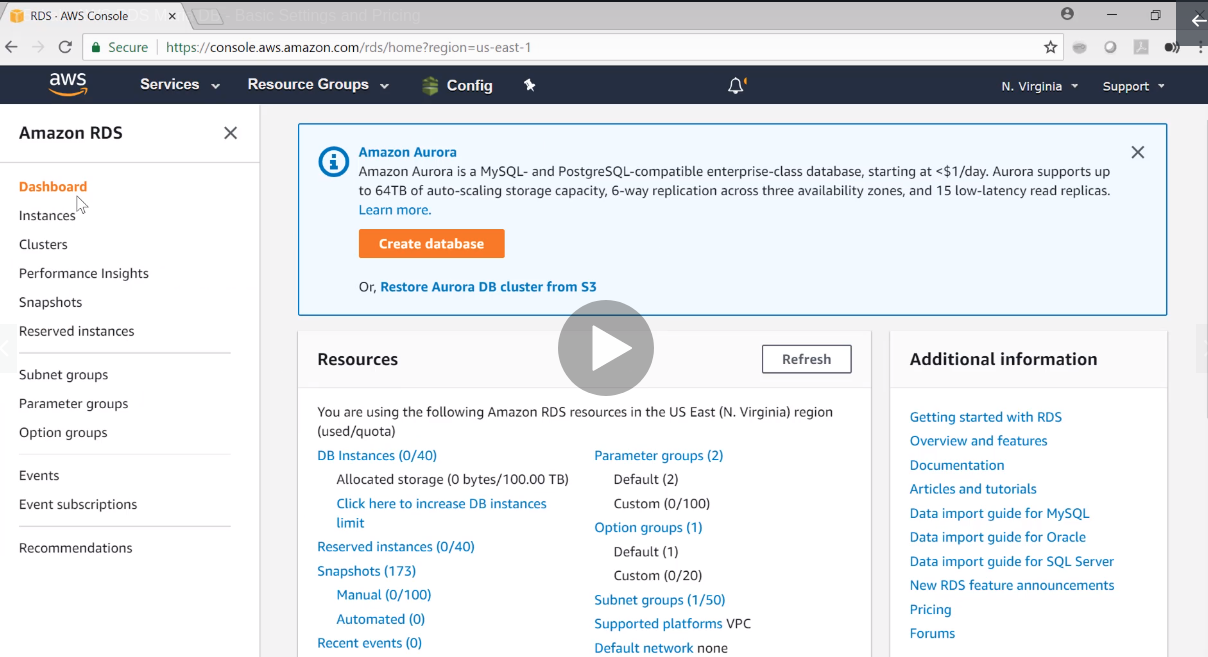 RDS · AWS Console
Basic Settings and Pricing
Secure
https://console.aws.amazon.com/rds/home?region=us-east-1
aws
Services
Resource Groups
Config
N. Virginia
Support
Amazon RDS
Dashboard
Instances
Clusters
Performance Insights
Snapshots
Reserved instances
Subnet groups
Parameter groups
Option groups
Events
Event subscriptions
Recommendations
Amazon Aurora
Amazon Aurora is a MySQL- and PostgreSQL-compatible enterprise-class database, starting at <$1/day. Aurora supports up
to 64TB of auto-scaling storage capacity, 6-way replication across three availability zones, and 15 low-latency read replicas.
Learn more.
Create database
Or, Restore Aurora DB cluster from S3
Resources
Refresh
You are using the following Amazon RDS resources in the US East (N. Virginia) region
(used/quota)
DB Instances (0/40)
Allocated storage (0 bytes/100.00 TB)
Click here to increase DB instances
limit
Reserved instances (0/40)
Snapshots (173)
Manual (0/100)
Automated (0)
Recent events (0)
Parameter groups (2)
Default (2)
Custom (0/100)
Option groups (1)
Default (1)
Custom (0/20)
Subnet groups (1/50)
Supported platforms VPC
Default network none
Additional information
Getting started with RDS
Overview and features
Documentation
Articles and tutorials
Data import guide for MySQL
Data import guide for Oracle
Data import guide for SQL Server
New RDS feature announcements
Pricing
Forums